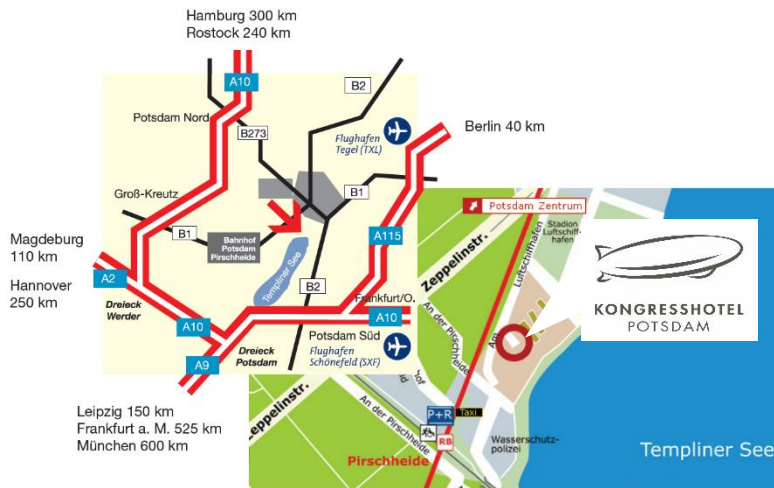 Hamburg 300 km
Rostock 240 km
A10
B2
Potsdam Nord
B273
Flughafen
Tegel (TXL)
Berlin 40 km
Groß-Kreutz
B1
B1
Bahnhof
Potsdam
Pirschheide
Templiner See
A115
Magdeburg
110 km
Hannover
250 km
A2
Dreieck
Werder
B2
Frankfurt/O.
A10
A10
Potsdam Süd
Dreieck
Potsdam
Flughafen
Schönefeld (SXF)
A9
Leipzig 150 km
Frankfurt a. M. 525 km
München 600 km
Potsdam Zentrum
Stadion
Luftschiff-
hafen
Zeppelinstr.
Luftschiffhafen
Am
An der Pirschheide
KONGRESSHOTEL
POTSDAM
Zeppelinstr.
An der Pirschheide
P+R
Taxi
RB
Pirschheide
Wasserschutz-
polizei
Templiner See